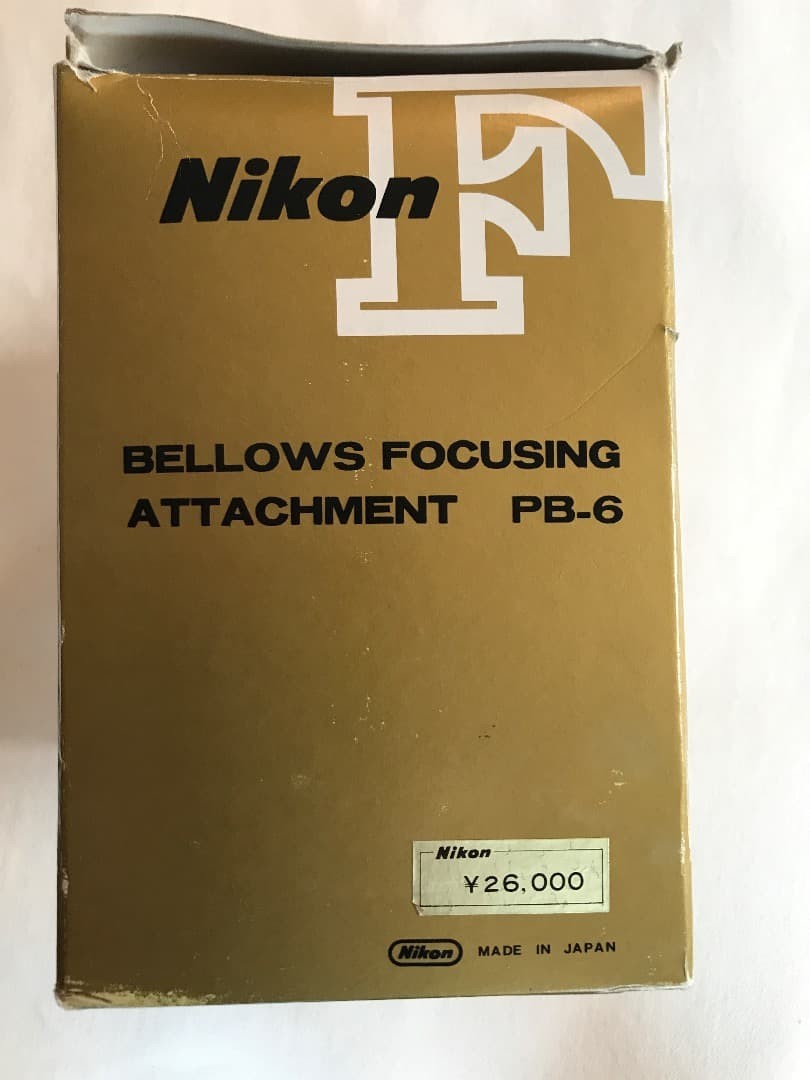 Nikon F
BELLOWS FOCUSING
ATTACHMENT PB-6
Nikon
¥26,000
Nikon MADE IN JAPAN